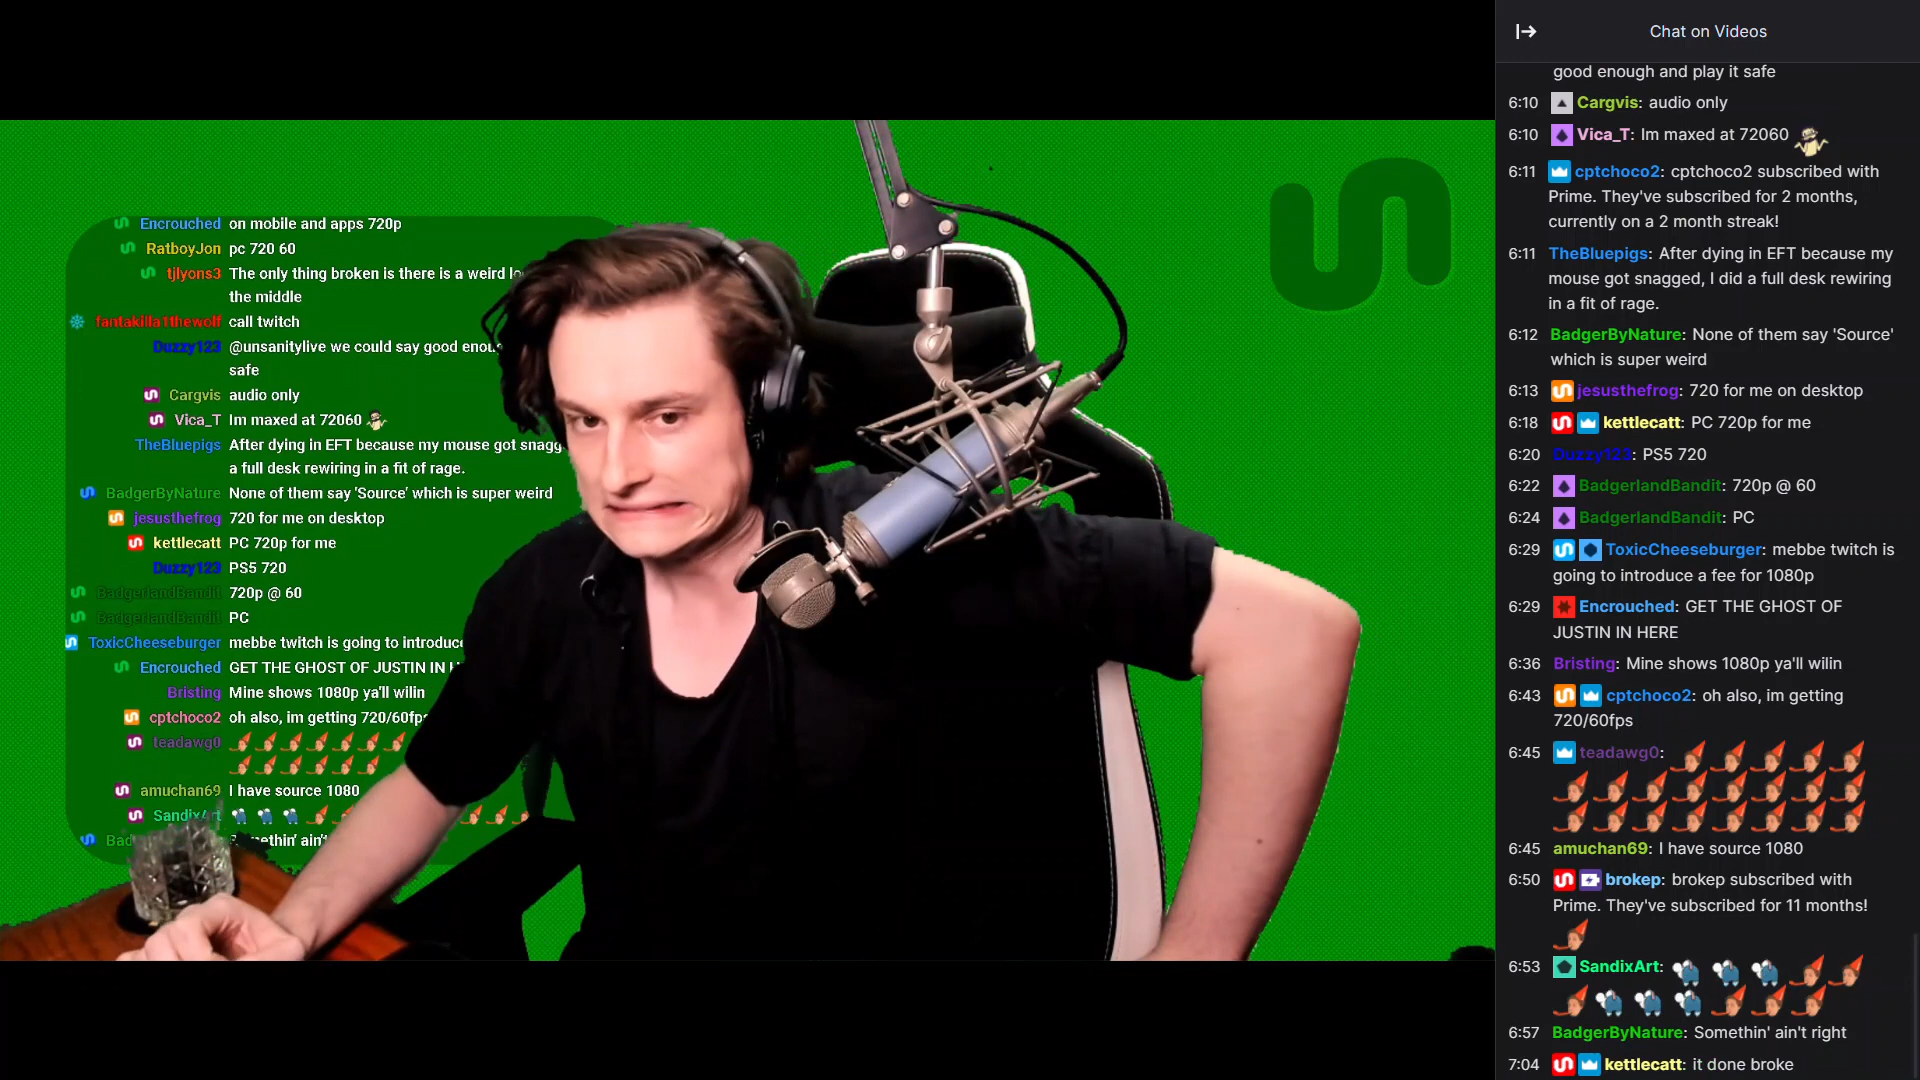 Encrouched on mobile and apps 720p
RatboyJon pc 720 60
tjlyons3 The only thing broken is there is a weird
the middle
fantakilla1thewolf call twitch
Duzzy123 @unsanitylive we could say good
safe
Cargvis audio only
Vica_T Im maxed at 72060
TheBluepigs After dying in EFT because my mouse got
a full desk rewiring in a fit of rage.
BadgerByNature None of them say 'Source' which is super weird
jesusthefrog 720 for me on desktop
kettlecatt PC 720p for me
Duzzy123 PS5 720
BadgerlandBandit 720p @ 60
BadgerlandBandit PC
ToxicCheeseburger mebbe twitch is going to
Encrouched GET THE GHOST OF JUSTIN IN
Bristing Mine shows 1080p ya'll wilin
cptchoco2 oh also, im getting 720/60fps
teadawg0
amuchan69 I have source 1080
SandixArt
ain't
Chat on Videos
good enough and play it safe
6:10 Cargvis: audio only
6:10 Vica_T: Im maxed at 72060
6:11 cptchoco2: cptchoco2 subscribed with
Prime. They've subscribed for 2 months,
currently on a 2 month streak!
6:11 TheBluepigs: After dying in EFT because my
mouse got snagged, I did a full desk rewiring
in a fit of rage.
6:12 BadgerByNature: None of them say 'Source'
which is super weird
6:13 jesusthefrog: 720 for me on desktop
6:18 kettlecatt: PC 720p for me
6:20 Duzzy123: PS5 720
6:22 BadgerlandBandit: 720p @ 60
6:24 BadgerlandBandit: PC
6:29 ToxicCheeseburger: mebbe twitch is
going to introduce a fee for 1080p
6:29 Encrouched: GET THE GHOST OF
JUSTIN IN HERE
6:36 Bristing: Mine shows 1080p ya'll wilin
6:43 cptchoco2: oh also, im getting
720/60fps
6:45 teadawg0:
6:45 amuchan69: I have source 1080
6:50 brokep: brokep subscribed with
Prime. They've subscribed for 11 months!
6:53 SandixArt:
6:57 BadgerByNature: Somethin' ain't right
7:04 kettlecatt: it done broke